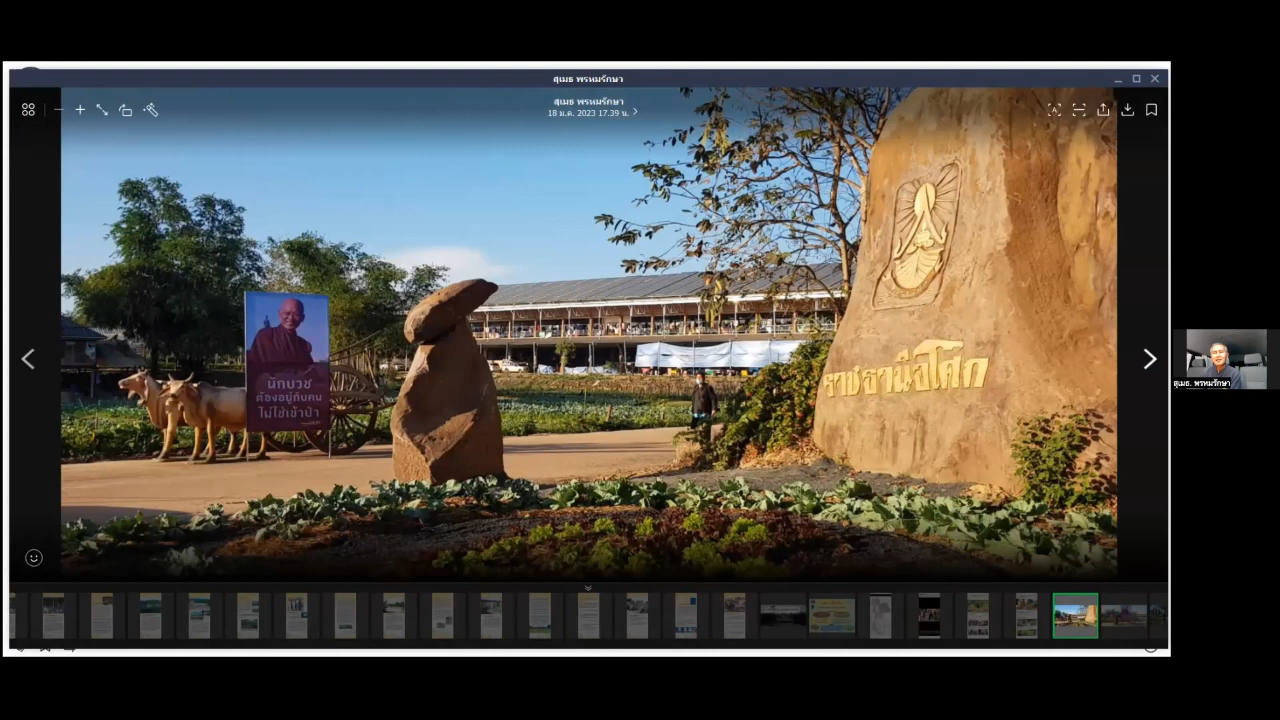 สุเมธ พรหมรักษา
สุเมธ พรหมรักษา
18 ม.ค. 2023 17.39 น.
นักบวช
ต้องอยู่กับคน
ไม่ใช่เข้าป่า
ราชธานีอโศก
สุเมธ. พรหมรักษา